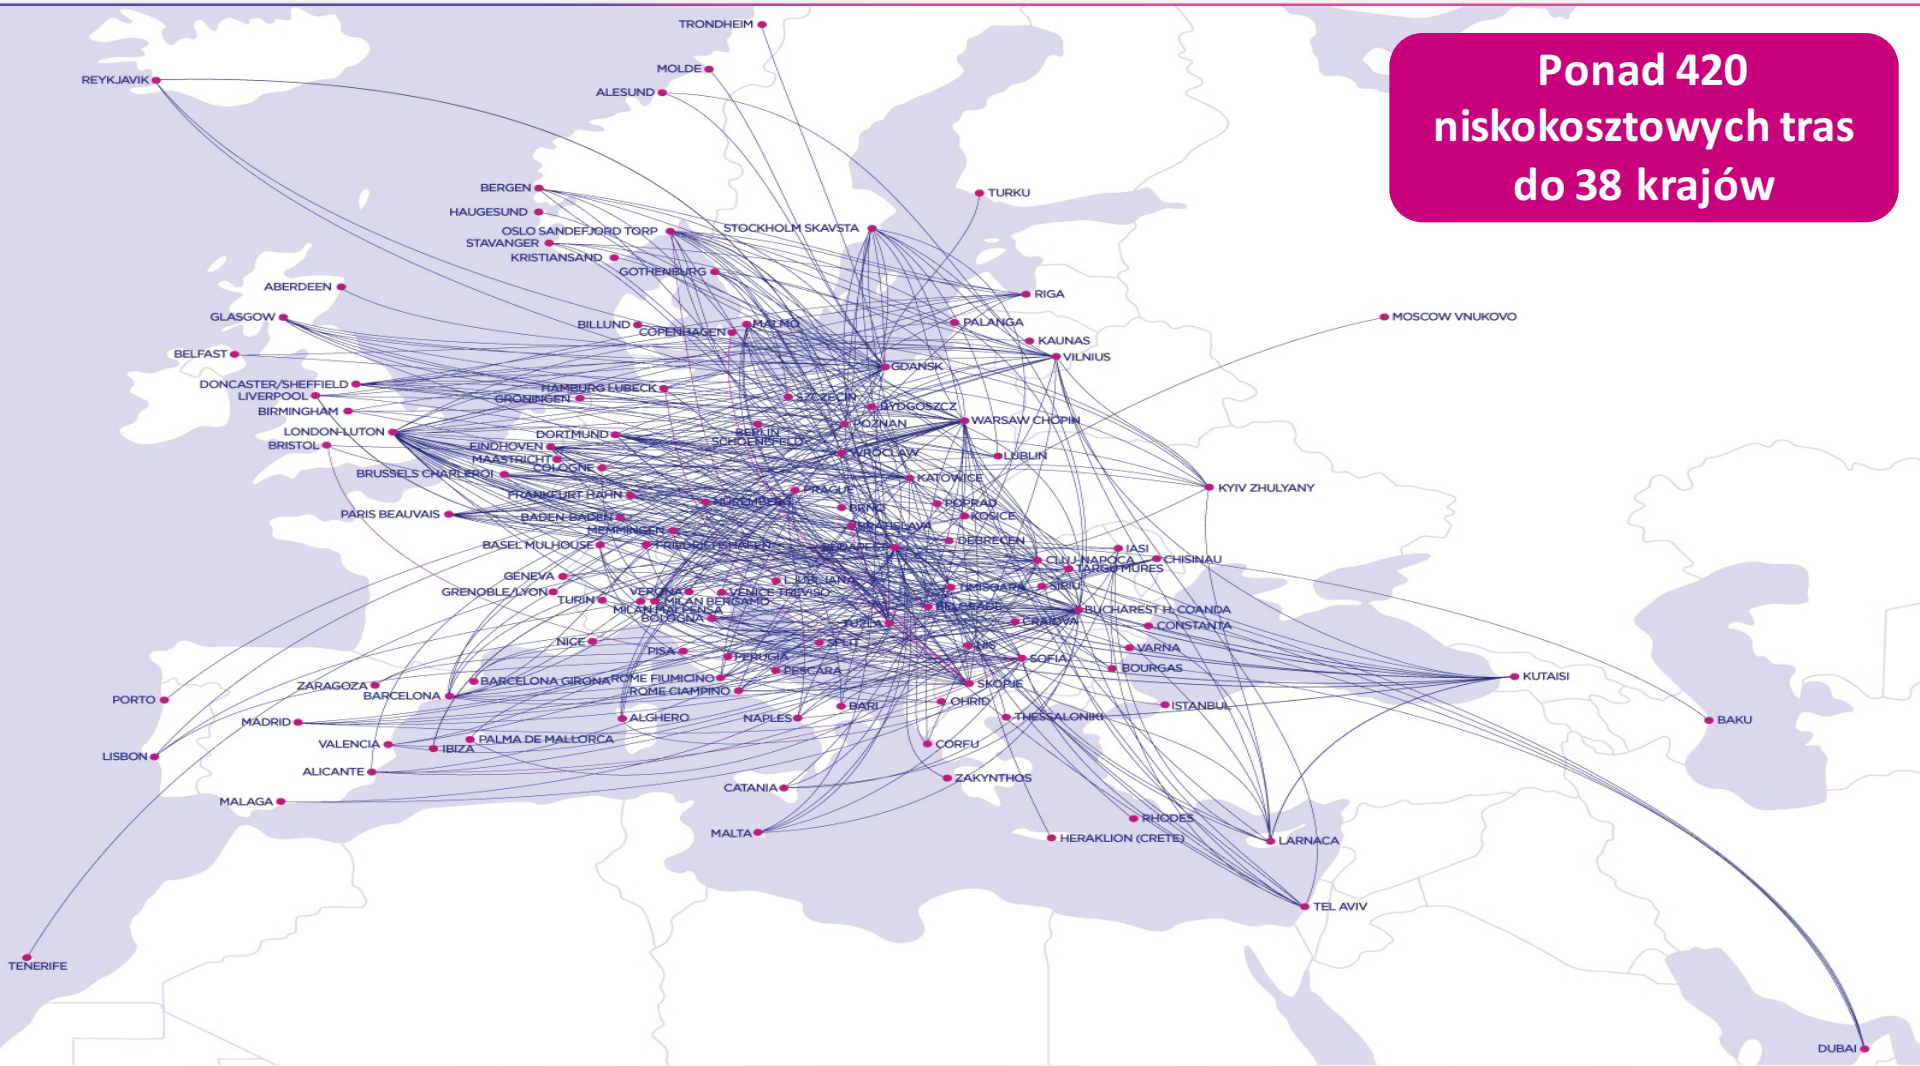 Ponad 420
niskokosztowych tras
do 38 krajów
TRONDHEIM
MOLDE
REYKJAVIK
ALESUND
BERGEN
TURKU
HAUGESUND
OSLO SANDEFJORD TORP
STOCKHOLM SKAVSTA
STAVANGER
KRISTIANSAND
GOTHENBURG
ABERDEEN
RIGA
GLASGOW
MOSCOW VNUKOVO
BILLUND
MALMO
PALANGA
COPENHAGEN
KAUNAS
BELFAST
VILNIUS
GDANSK
DONCASTER/SHEFFIELD
HAMBURG LUBECK
LIVERPOOL
GRONINGEN
SZCZECIN
BYDGOSZCZ
BIRMINGHAM
WARSAW CHOPIN
POZNAN
LONDON-LUTON
DORTMUND
BERLIN
SCHOENEFELD
BRISTOL
EINDHOVEN
WROCLAW
LUBLIN
MAASTRICHT
COLOGNE
BRUSSELS CHARLEROI
KATOWICE
KYIV ZHULYANY
FRANKFURT HAHN
PRAGUE
NUREMBERG
POPRAD
BRNO
PARIS BEAUVAIS
BADEN-BADEN
KOSICE
BRATISLAVA
MEMMINGEN
DEBRECEN
BASEL MULHOUSE
FRIEDRICHSHAFEN
BUDAPEST
IASI
CLUJ-NAPOCA
CHISINAU
TARGU MURES
GENEVA
LJUBLJANA
TIMISOARA
SIBIU
GRENOBLE/LYON
VERONA
VENICE TREVISO
TURIN
MILAN BERGAMO
MILAN MALPENSA
BELGRADE
BUCHAREST H. COANDA
BOLOGNA
TUZLA
CRAIOVA
CONSTANTA
NICE
SPLIT
NIS
VARNA
PISA
PERUGIA
SOFIA
BOURGAS
PESCARA
KUTAISI
ROME FIUMICINO
BARCELONA GIRONA
ZARAGOZA
SKOPJE
ROME CIAMPINO
BARCELONA
PORTO
OHRID
BARI
ISTANBUL
ALGHERO
NAPLES
THESSALONIKI
BAKU
MADRID
PALMA DE MALLORCA
VALENCIA
IBIZA
CORFU
LISBON
ALICANTE
ZAKYNTHOS
CATANIA
MALAGA
RHODES
MALTA
HERAKLION (CRETE)
LARNACA
TEL AVIV
TENERIFE
DUBAI